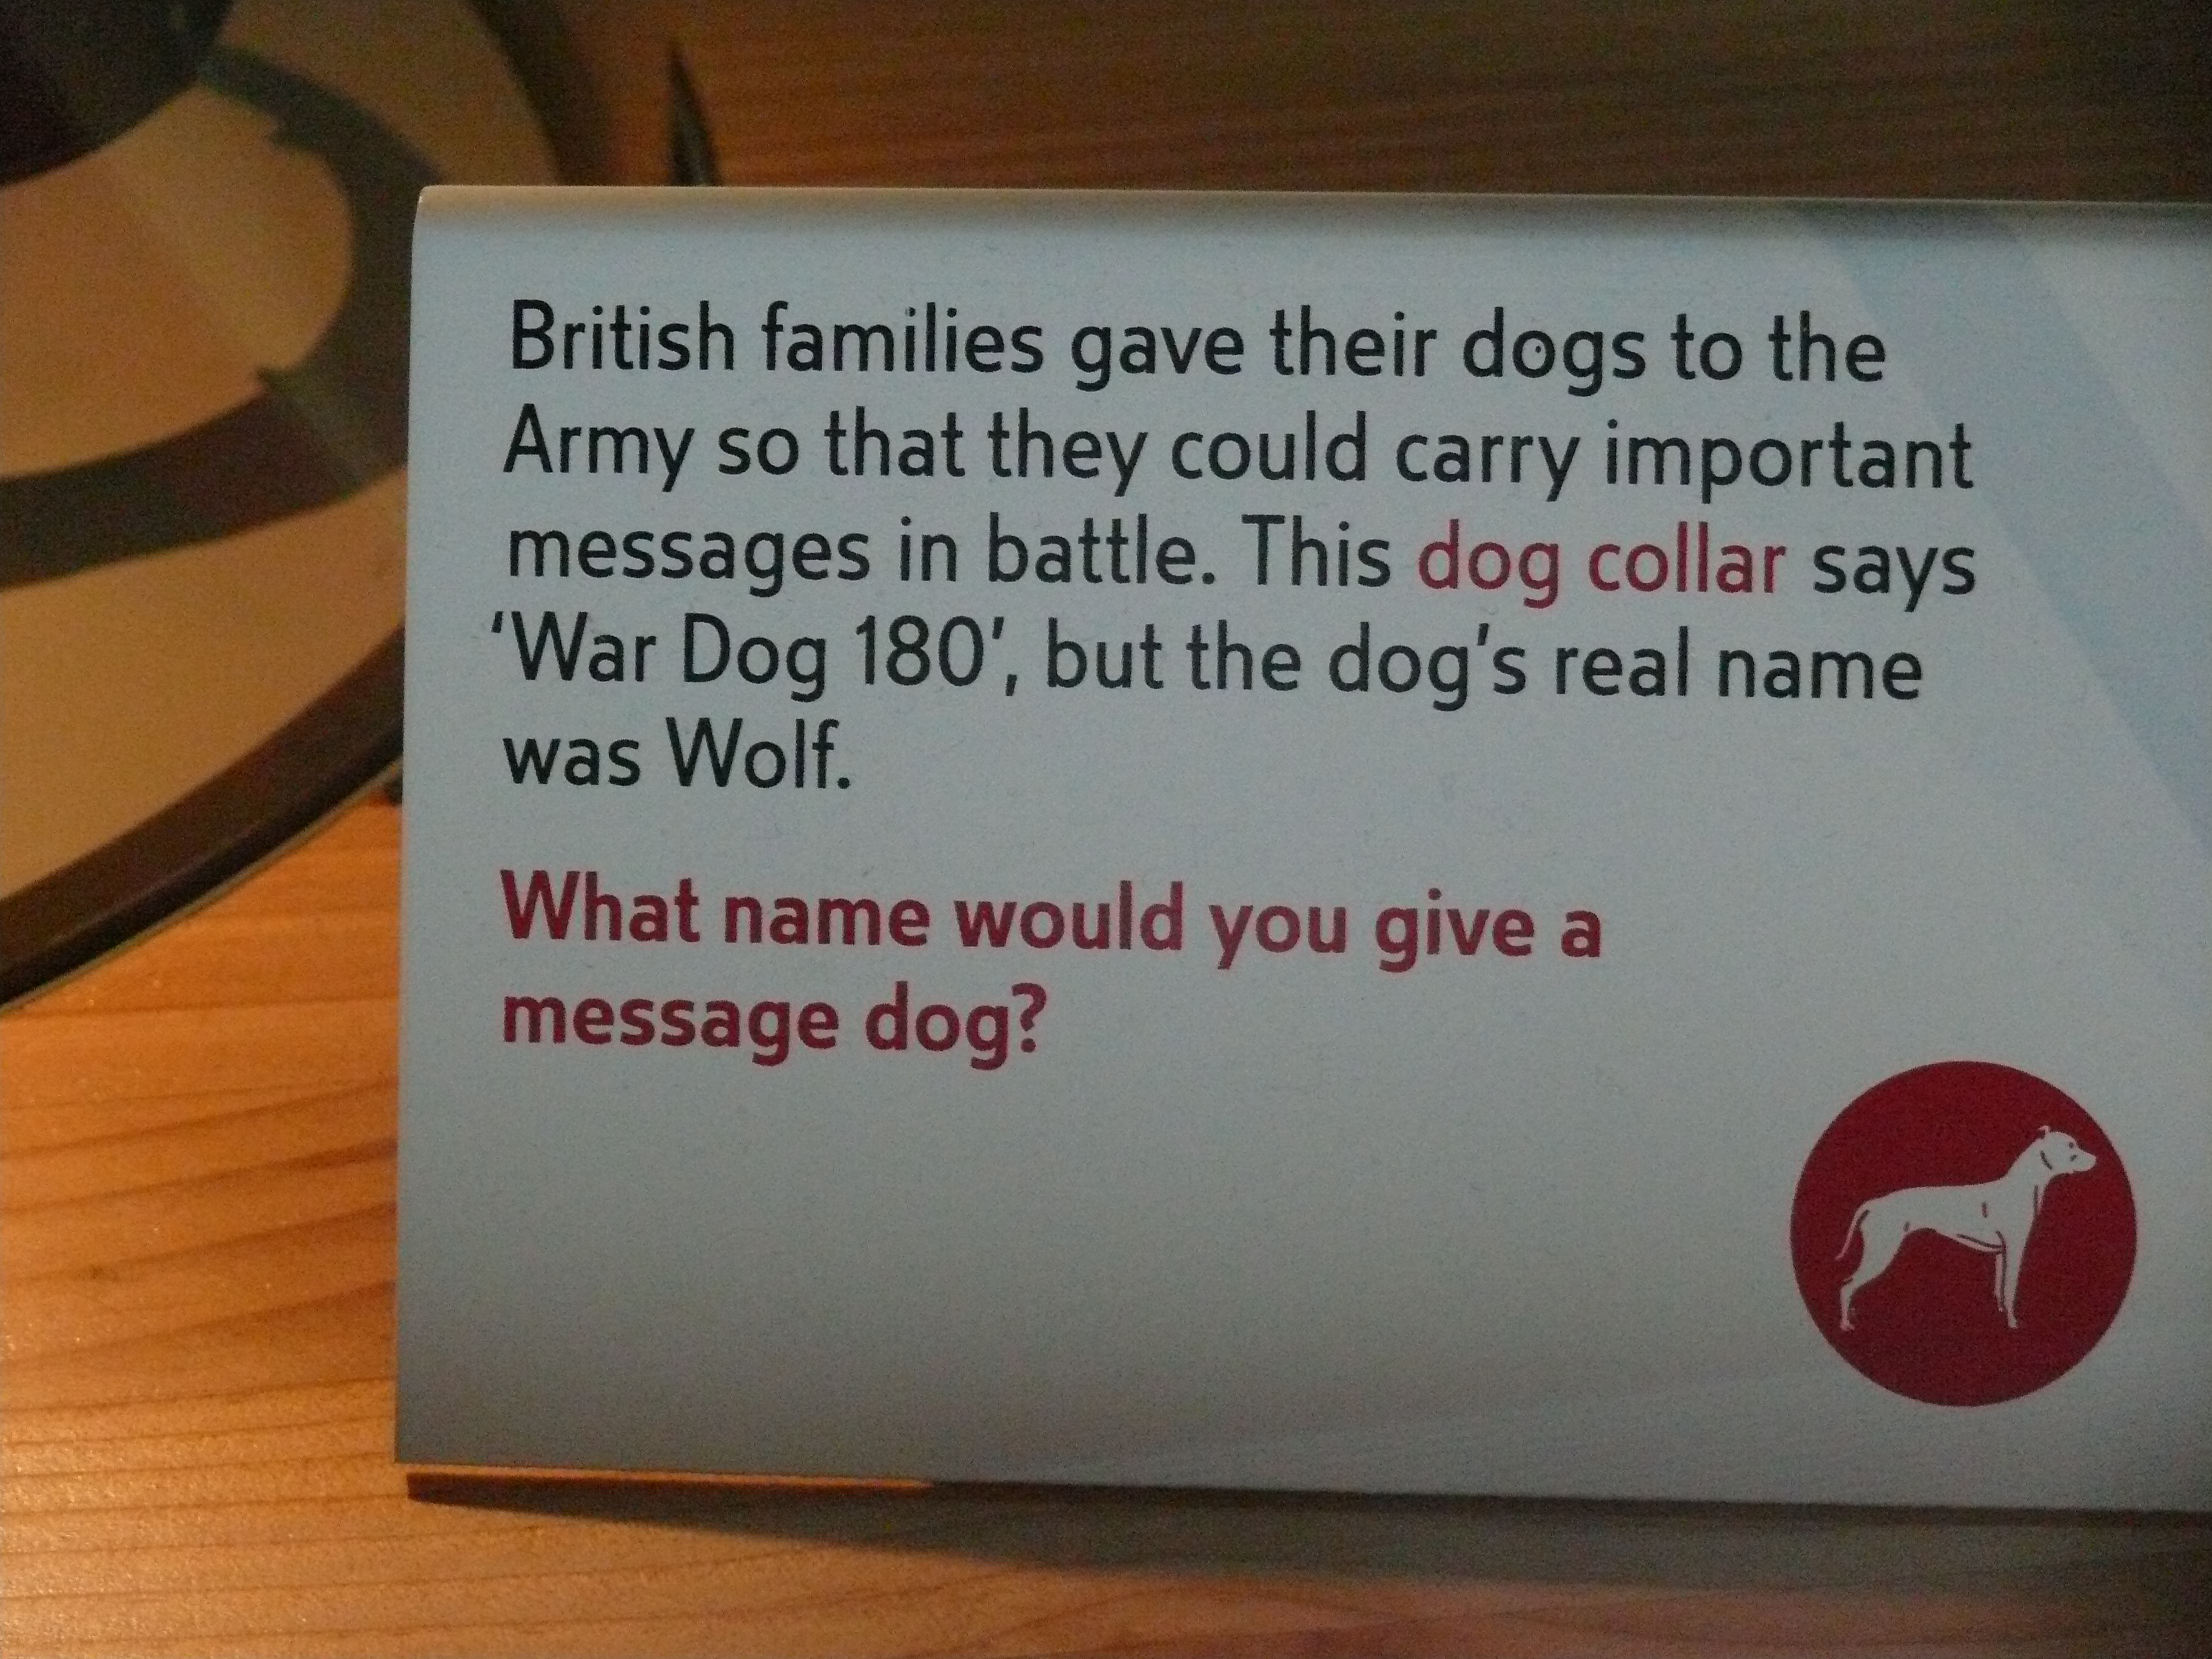 British families gave their dogs to the
Army so that they could carry important
messages in battle. This dog collar says
‘War Dog 180’, but the dog’s real name
was Wolf.
What name would you give a
message dog?